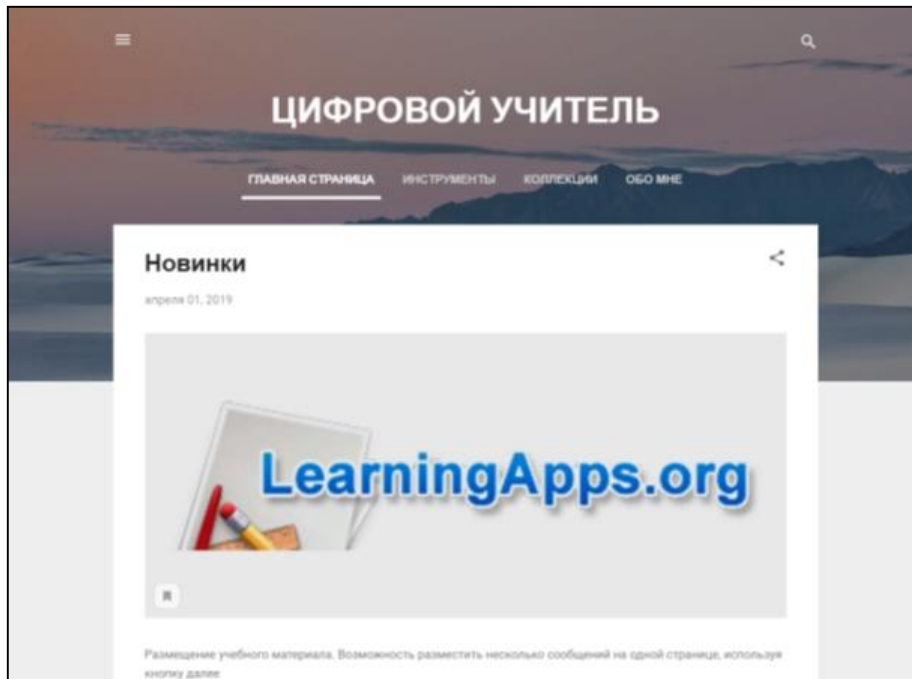 ЦИФРОВОЙ УЧИТЕЛЬ
ГЛАВНАЯ СТРАНИЦА ИНСТРУМЕНТЫ КОЛЛЕКЦИИ ОБО МНЕ
Новинки
апреля 01, 2019
LearningApps.org
Размещение учебного материала. Возможность разместить несколько сообщений на одной странице, используя
кнопку далее